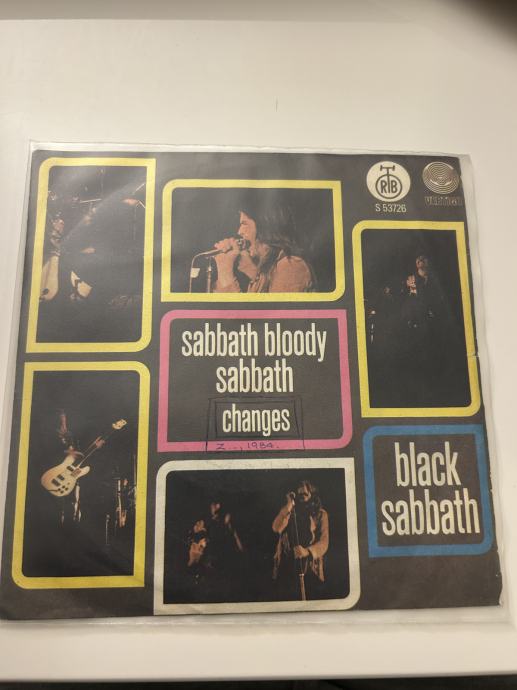 RTB
S 53726
VERTIGO
sabbath bloody
sabbath
changes
Z..., 1984.
black
sabbath